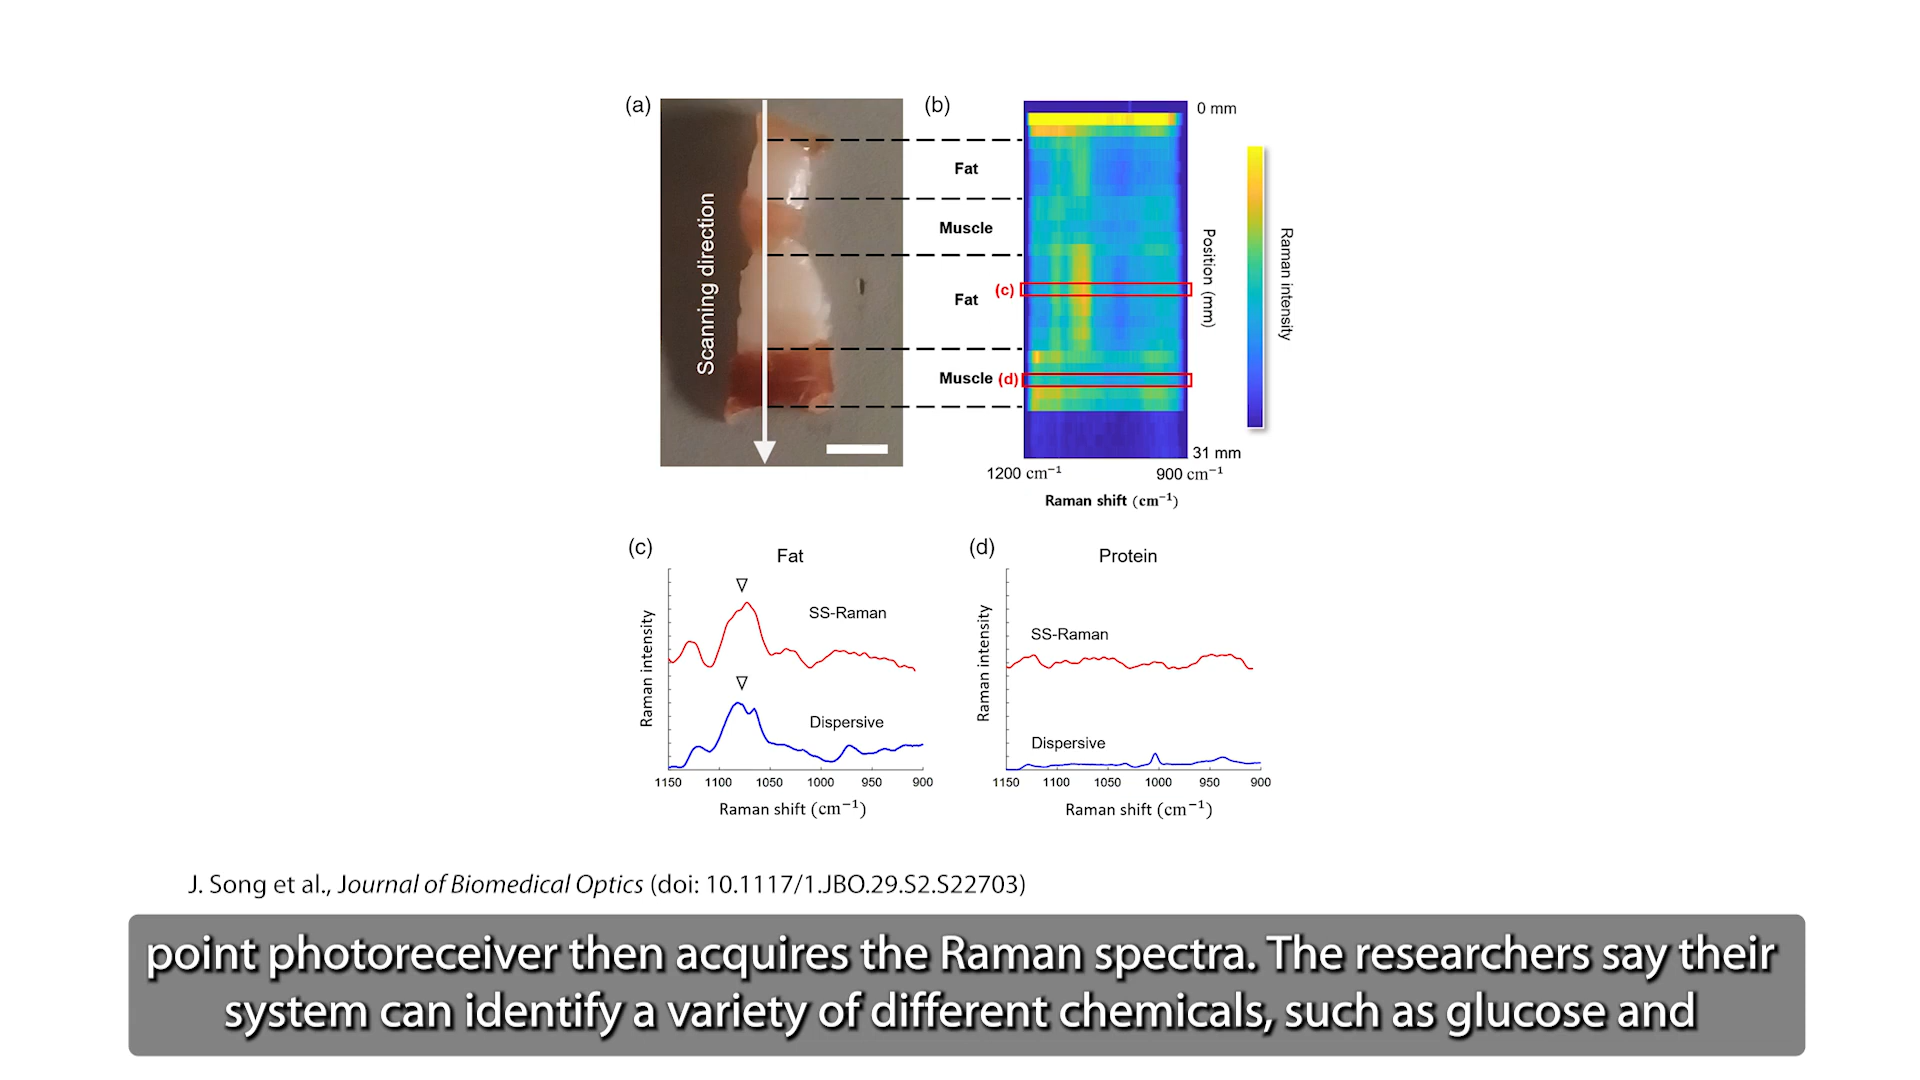 (a)
Scanning direction
Fat
Muscle
Fat
Muscle
(b)
(c)
(d)
0 mm
Position (mm)
31 mm
Raman intensity
1200 cm⁻¹
900 cm⁻¹
Raman shift (cm⁻¹)
(c)
Fat
SS-Raman
Dispersive
Raman intensity
1150 1100 1050 1000 950 900
Raman shift (cm⁻¹)
(d)
Protein
SS-Raman
Dispersive
Raman intensity
1150 1100 1050 1000 950 900
Raman shift (cm⁻¹)
J. Song et al., Journal of Biomedical Optics (doi: 10.1117/1.JBO.29.S2.S22703)
point photoreceiver then acquires the Raman spectra. The researchers say their
system can identify a variety of different chemicals, such as glucose and